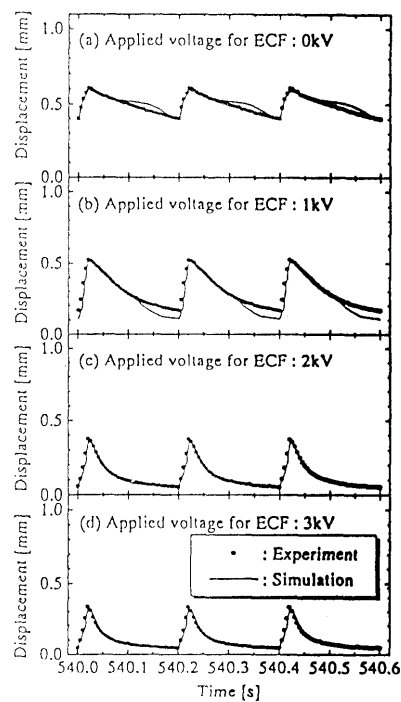 1.0
(a) Applied voltage for ECF : 0kV
0.5
0.0
Displacement [mm]
1.0
(b) Applied voltage for ECF : 1kV
0.5
0.0
Displacement [mm]
1.0
(c) Applied voltage for ECF : 2kV
0.5
0.0
Displacement [mm]
1.0
(d) Applied voltage for ECF : 3kV
: Experiment
: Simulation
0.5
0.0
Displacement [mm]
540.0 540.1 540.2 540.3 540.4 540.5 540.6
Time [s]